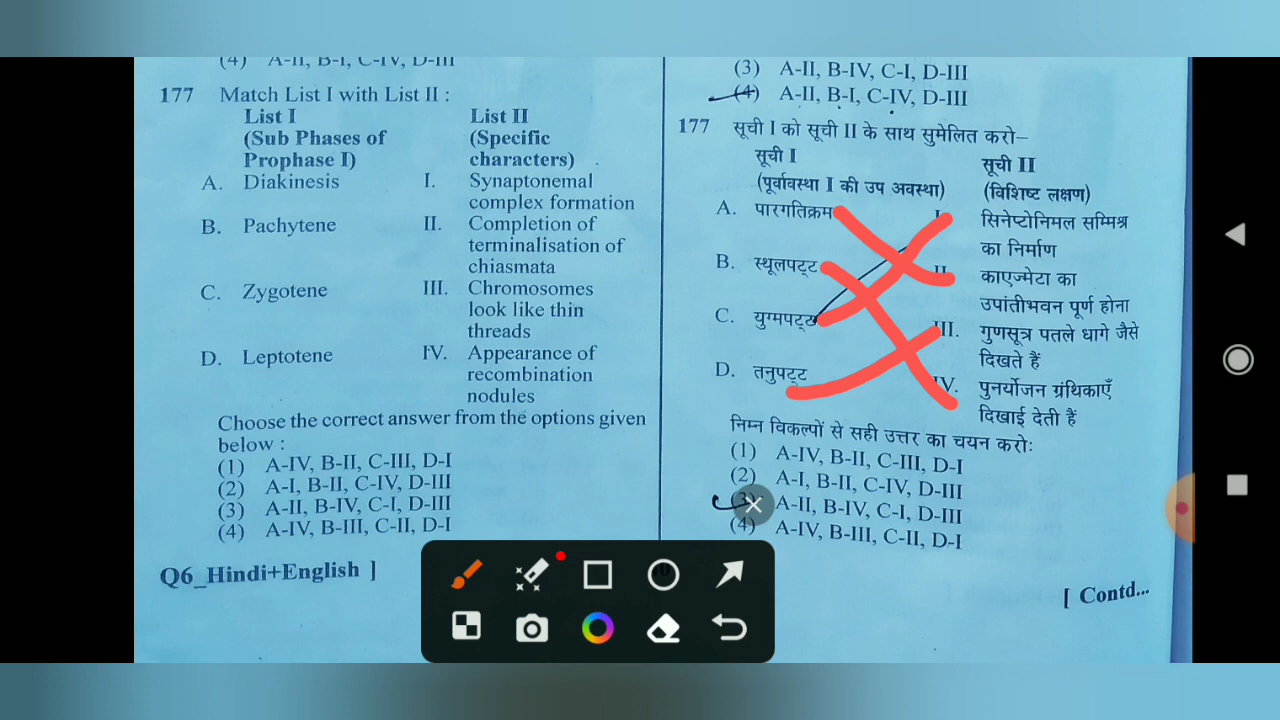 (4) A-II, B-I, C-IV, D-III
177 Match List I with List II :
List I List II
(Sub Phases of (Specific
Prophase I) characters)
A. Diakinesis I. Synaptonemal
complex formation
B. Pachytene II. Completion of
terminalisation of
chiasmata
C. Zygotene III. Chromosomes
look like thin
threads
D. Leptotene IV. Appearance of
recombination
nodules
Choose the correct answer from the options given
below :
(1) A-IV, B-II, C-III, D-I
(2) A-I, B-II, C-IV, D-III
(3) A-II, B-IV, C-I, D-III
(4) A-IV, B-III, C-II, D-I
Q6_Hindi+English ]
(3) A-II, B-IV, C-I, D-III
(4) A-II, B-I, C-IV, D-III
177 सूची I को सूची II के साथ सुमेलित करो–
सूची I सूची II
(पूर्वावस्था I की उप अवस्था) (विशिष्ट लक्षण)
A. पारगतिक्रम I. सिनेप्टोनिमल सम्मिश्र
का निर्माण
B. स्थूलपट्ट II. काएज्मेटा का
उपांतीभवन पूर्ण होना
C. युग्मपट्ट III. गुणसूत्र पतले धागे जैसे
दिखते हैं
D. तनुपट्ट IV. पुनर्योजन ग्रंथिकाएँ
दिखाई देती हैं
निम्न विकल्पों से सही उत्तर का चयन करो:
(1) A-IV, B-II, C-III, D-I
(2) A-I, B-II, C-IV, D-III
(3) A-II, B-IV, C-I, D-III
(4) A-IV, B-III, C-II, D-I
[ Contd...